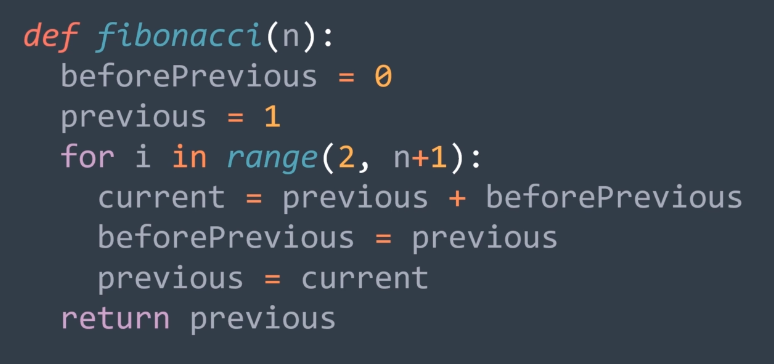 def fibonacci(n):
  beforePrevious = 0
  previous = 1
  for i in range(2, n+1):
    current = previous + beforePrevious
    beforePrevious = previous
    previous = current
  return previous